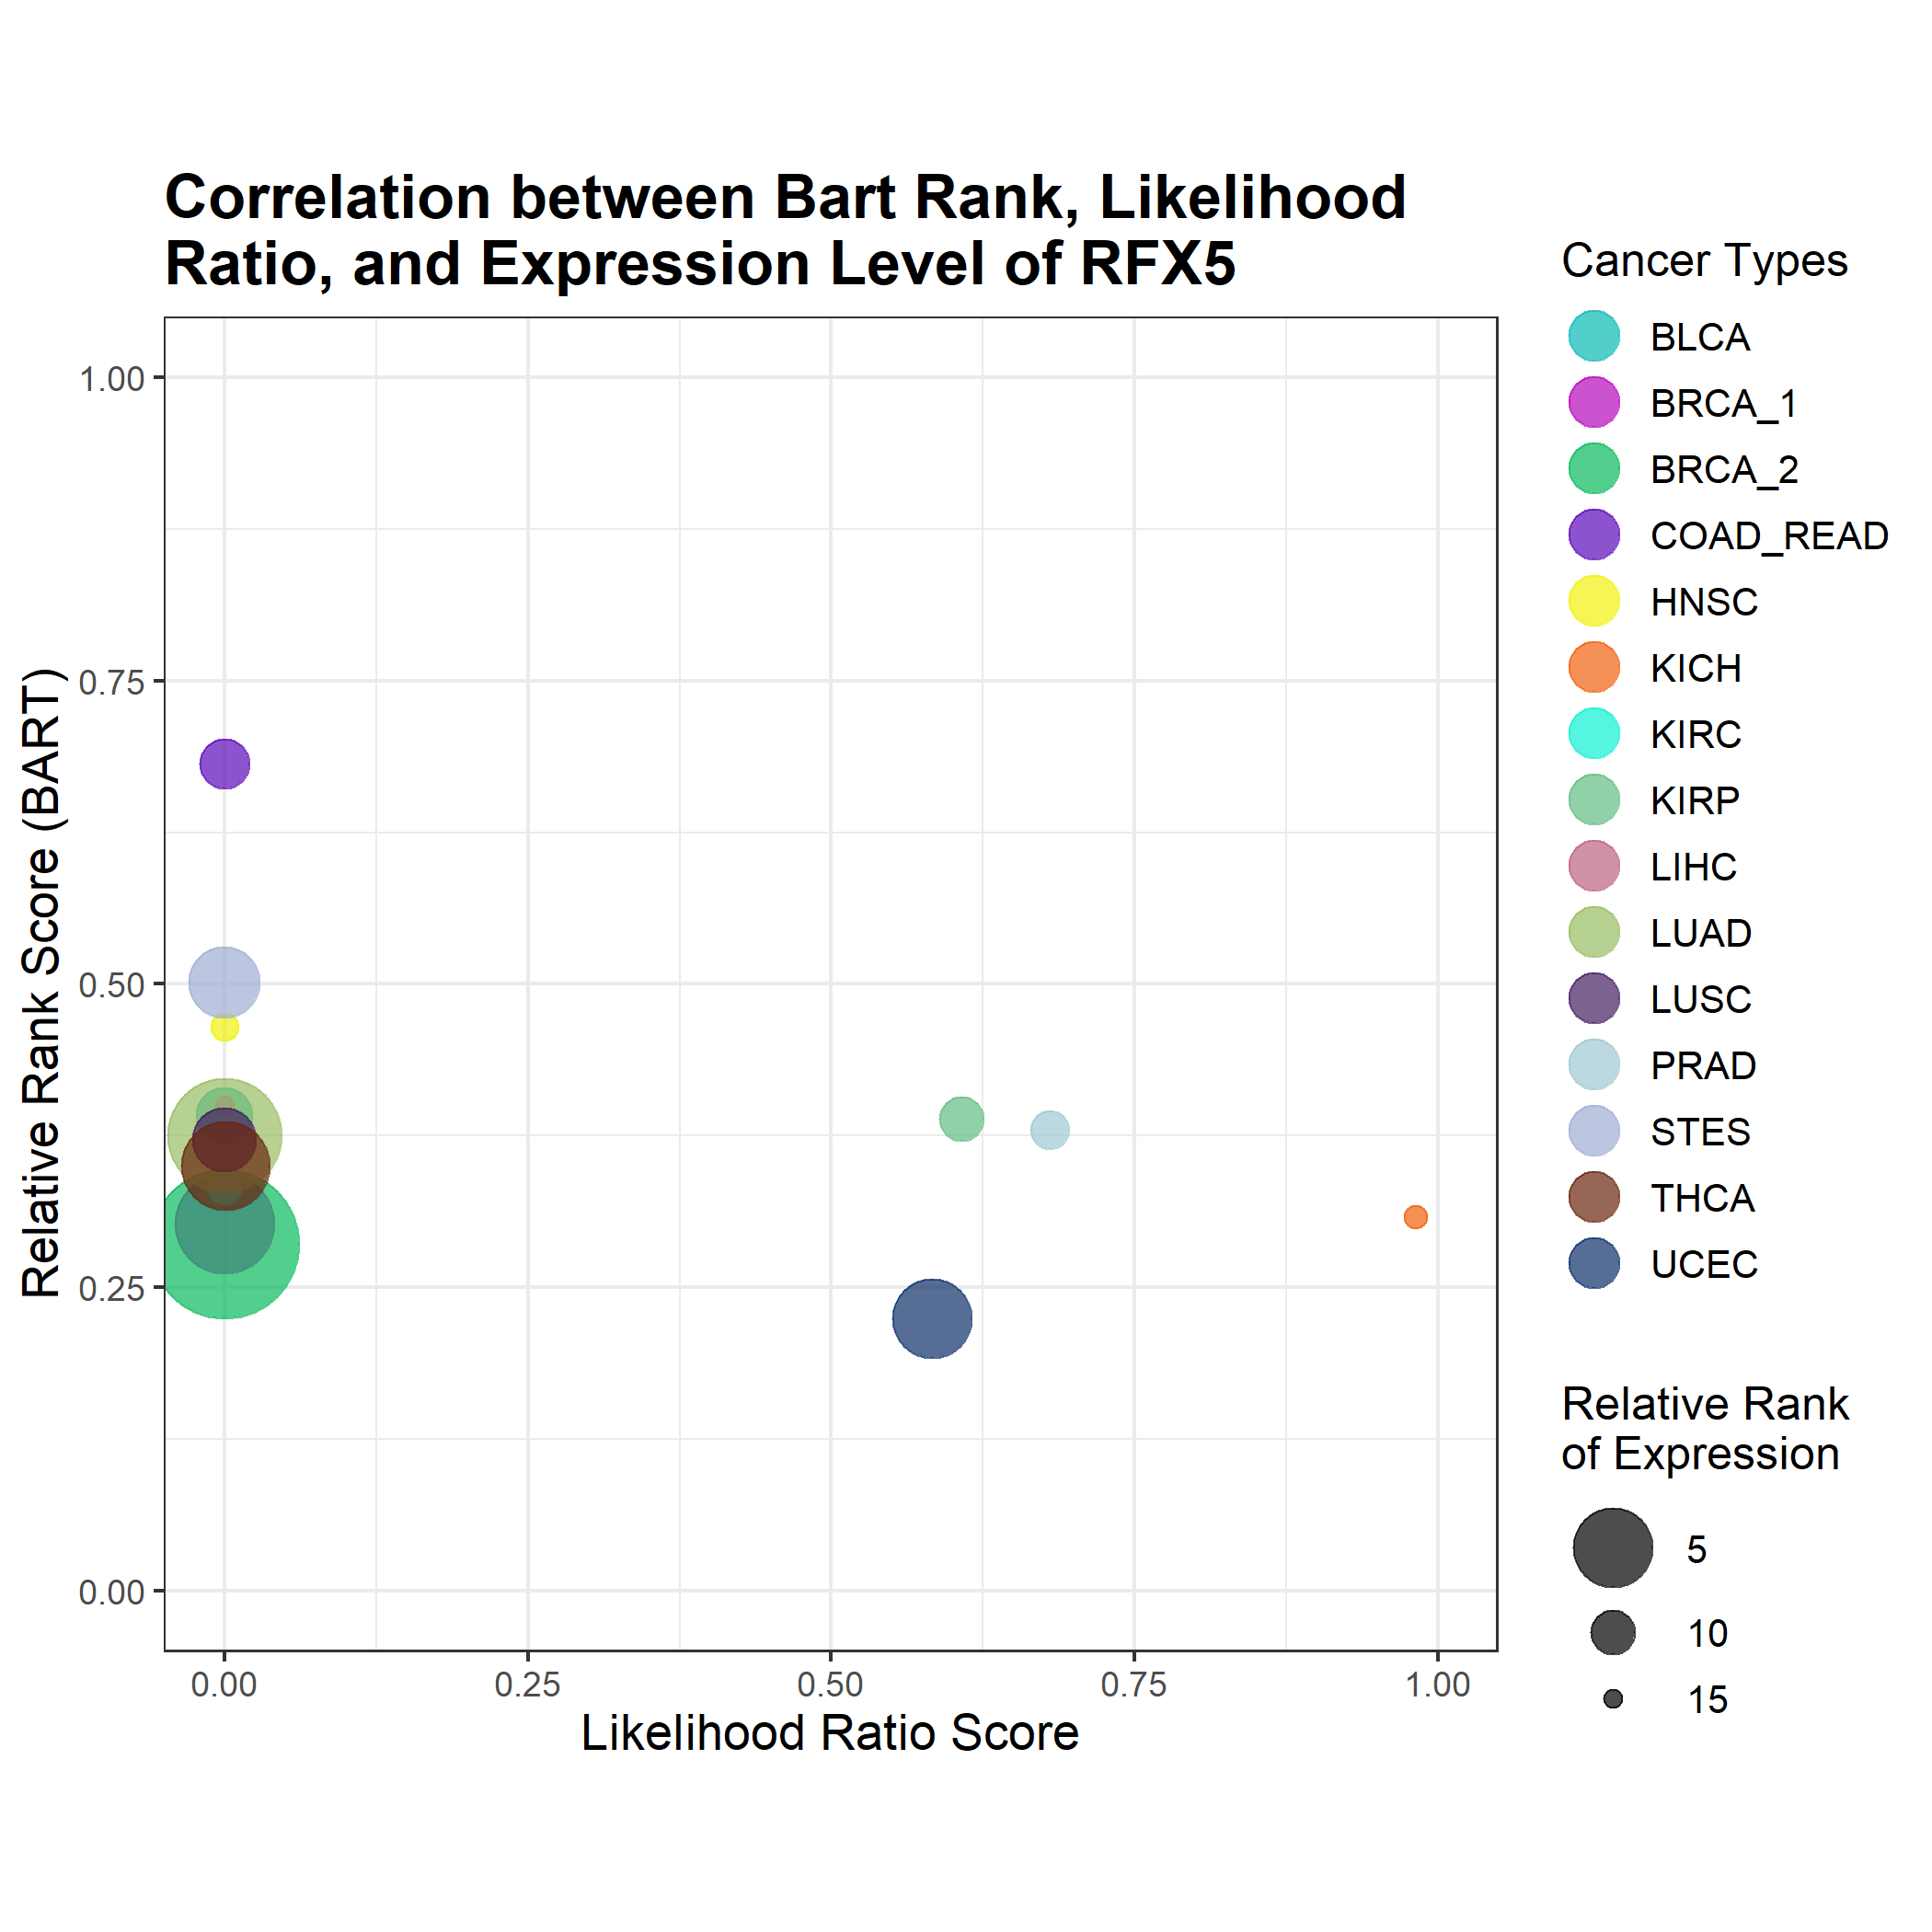 Correlation between Bart Rank, Likelihood
Ratio, and Expression Level of RFX5
Relative Rank Score (BART)
1.00
0.75
0.50
0.25
0.00
0.00
0.25
0.50
0.75
1.00
Likelihood Ratio Score
Cancer Types
BLCA
BRCA_1
BRCA_2
COAD_READ
HNSC
KICH
KIRC
KIRP
LIHC
LUAD
LUSC
PRAD
STES
THCA
UCEC
Relative Rank
of Expression
5
10
15